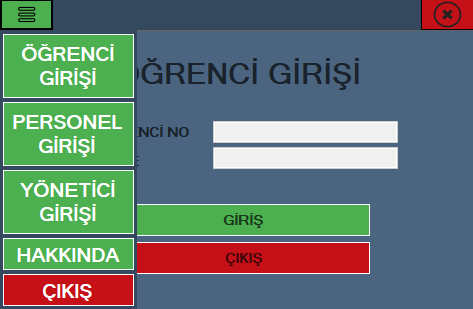 ÖĞRENCİ
GİRİŞİ
PERSONEL
GİRİŞİ
YÖNETİCİ
GİRİŞİ
HAKKINDA
ÇIKIŞ
ÖĞRENCİ GİRİŞİ
ENCİ NO
GİRİŞ
ÇIKIŞ